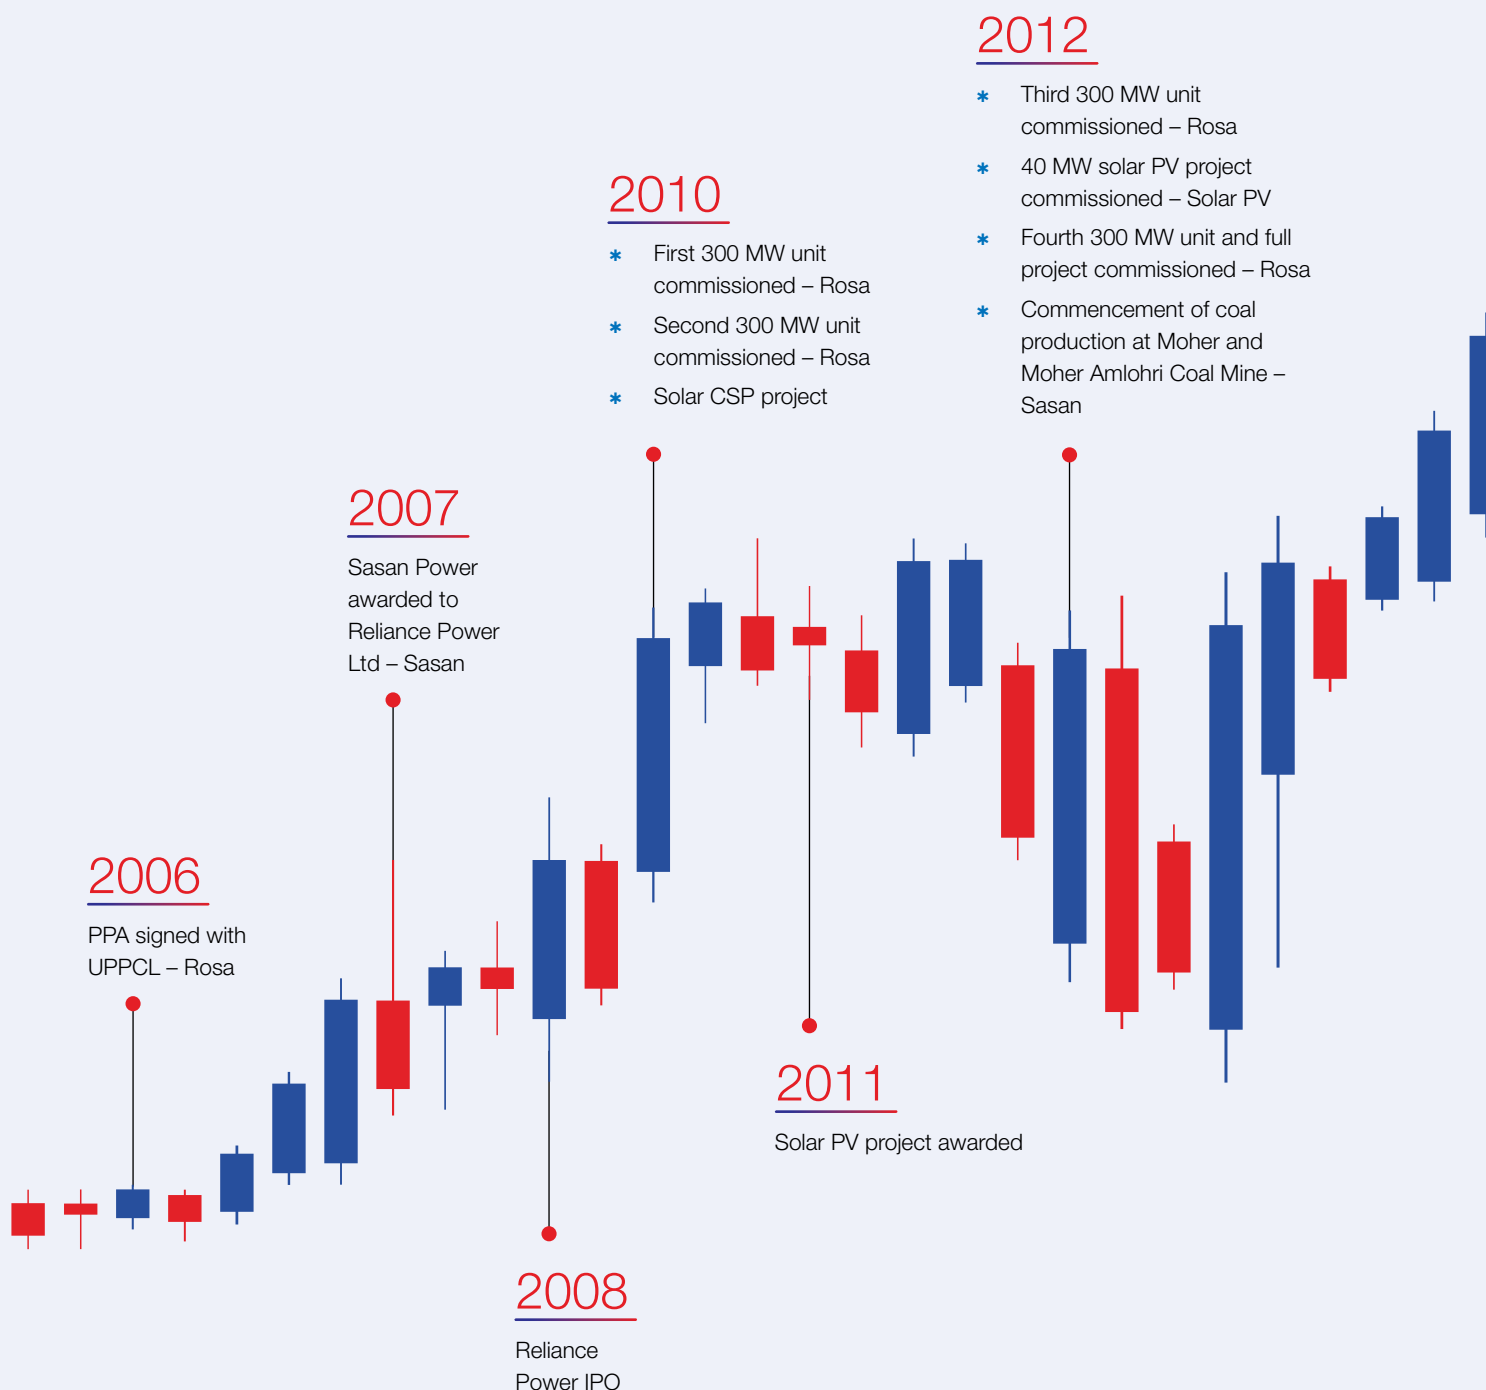 2006
PPA signed with
UPPCL – Rosa
2007
Sasan Power
awarded to
Reliance Power
Ltd – Sasan
2008
Reliance
Power IPO
2010
* First 300 MW unit
commissioned – Rosa
* Second 300 MW unit
commissioned – Rosa
* Solar CSP project
2011
Solar PV project awarded
2012
* Third 300 MW unit
commissioned – Rosa
* 40 MW solar PV project
commissioned – Solar PV
* Fourth 300 MW unit and full
project commissioned – Rosa
* Commencement of coal
production at Moher and
Moher Amlohri Coal Mine –
Sasan